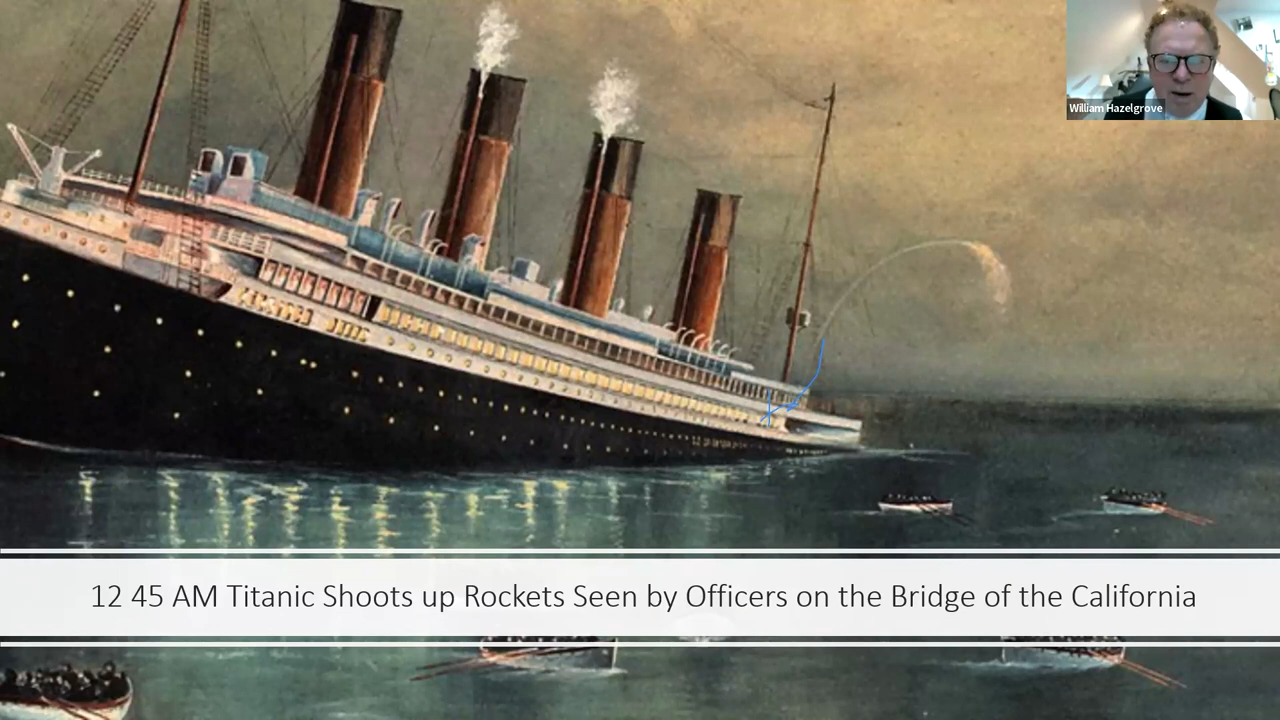 William Hazelgrove
12 45 AM Titanic Shoots up Rockets Seen by Officers on the Bridge of the California